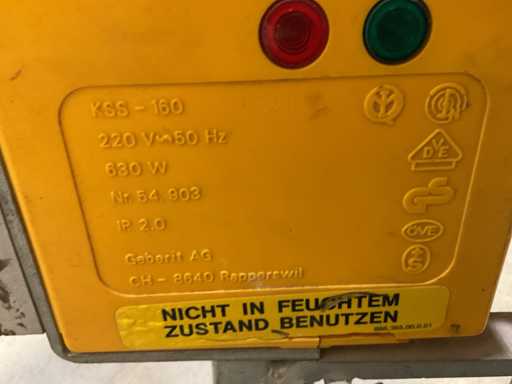 KSS - 160
220 V~50 Hz
630 W
Nr. 54.903
IP 2.0
Geberit AG
CH - 8640 Rapperswil
VDE
ÖVE
NICHT IN FEUCHTEM
ZUSTAND BENUTZEN